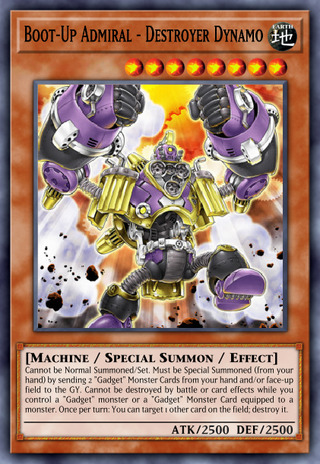 Boot-Up Admiral - Destroyer Dynamo
EARTH
地
[Machine / Special Summon / Effect]
Cannot be Normal Summoned/Set. Must be Special Summoned (from
your hand) by sending 2 "Gadget" Monster Cards from your hand and/or face-up
field to the GY. Cannot be destroyed by battle or card effects while you
control a "Gadget" monster or a "Gadget" Monster Card equipped to a
monster. Once per turn: You can target 1 other card on the field; destroy it.
ATK/2500 DEF/2500